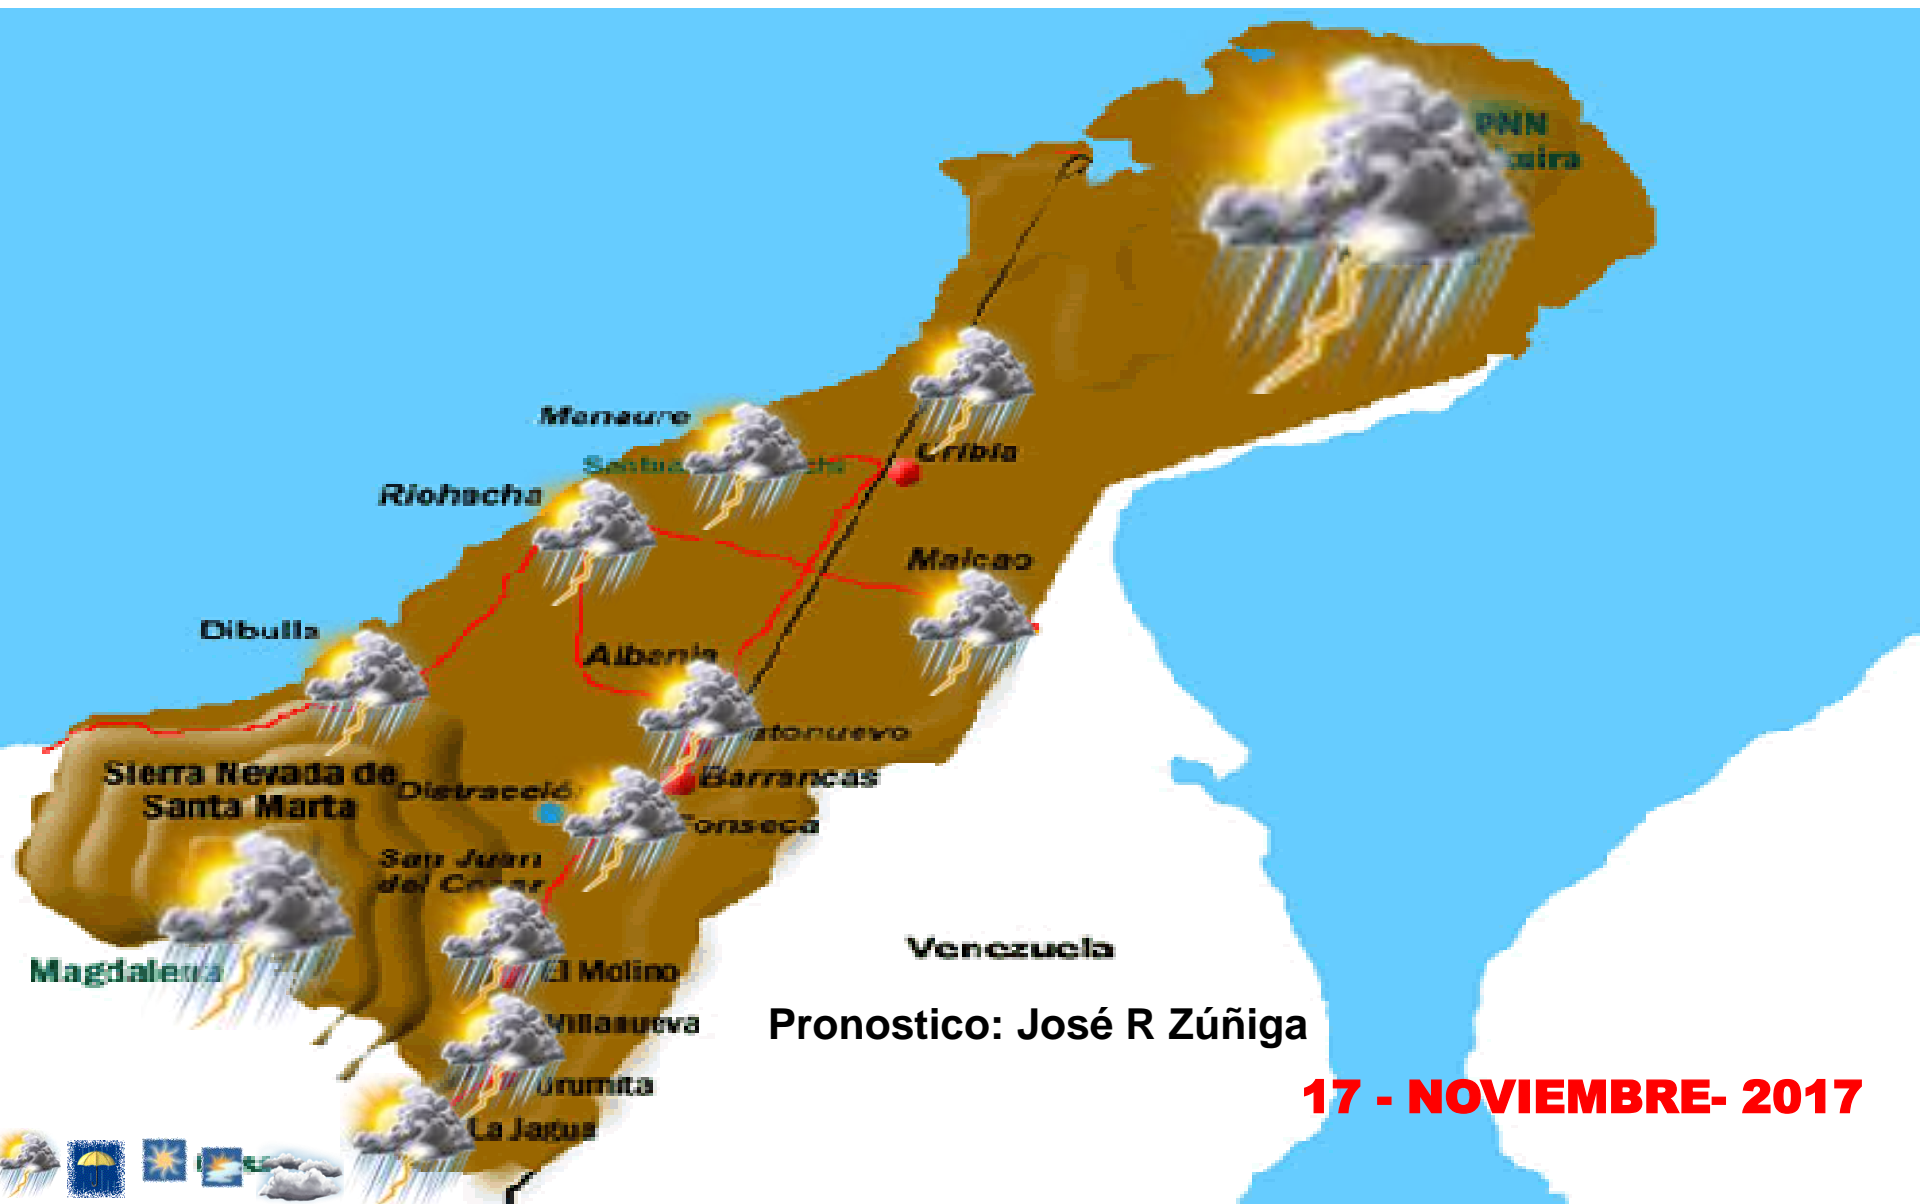 PNN
Manaure
Uribia
Riohacha
Maicao
Dibulla
Albania
Barrancas
Sierra Nevada de
Santa Marta
Fonseca
San Juan
del
Magdalena
El Molino
Venezuela
Villanueva
Pronostico: José R Zúñiga
Urumita
17 - NOVIEMBRE- 2017
La Jagua